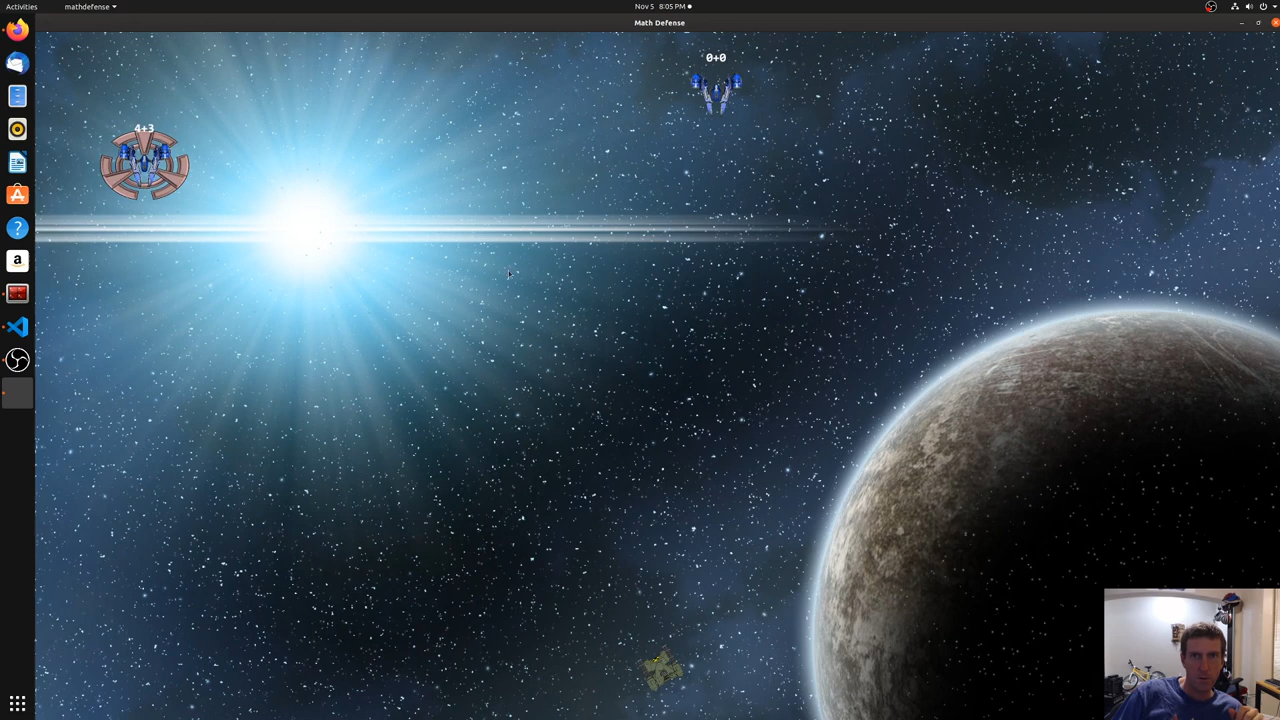 Activities
mathdefense
Nov 5 8:05 PM
Math Defense
0+0
4+3